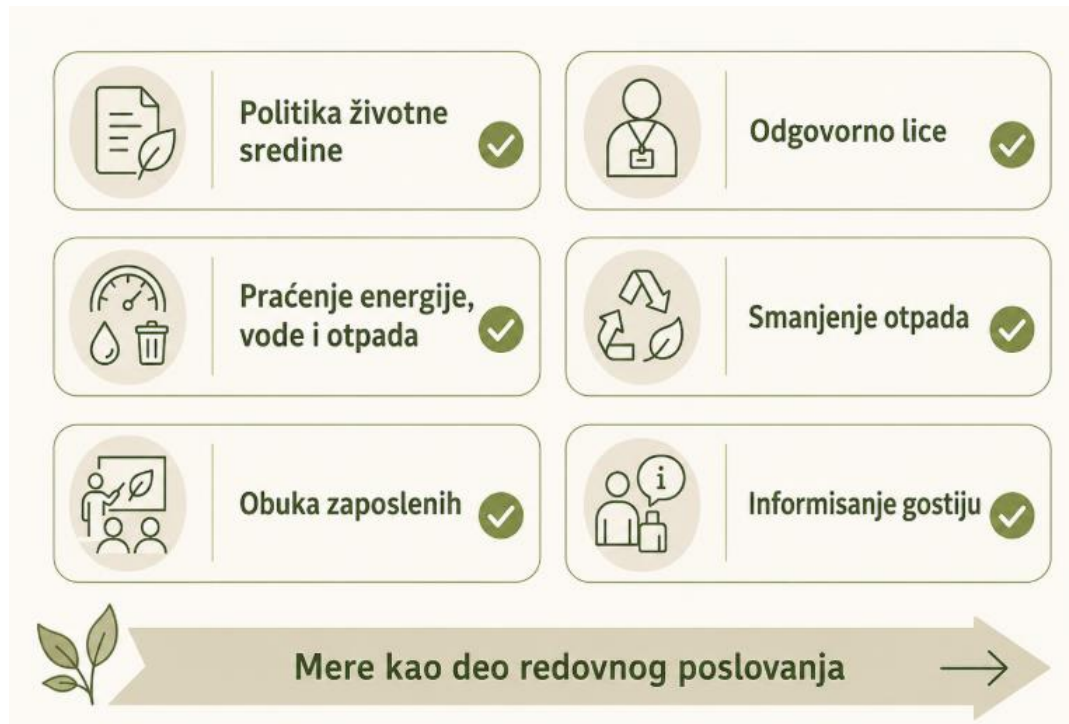 Politika životne
sredine
Odgovorno lice
Praćenje energije,
vode i otpada
Smanjenje otpada
Obuka zaposlenih
i
Informisanje gostiju
Mere kao deo redovnog poslovanja